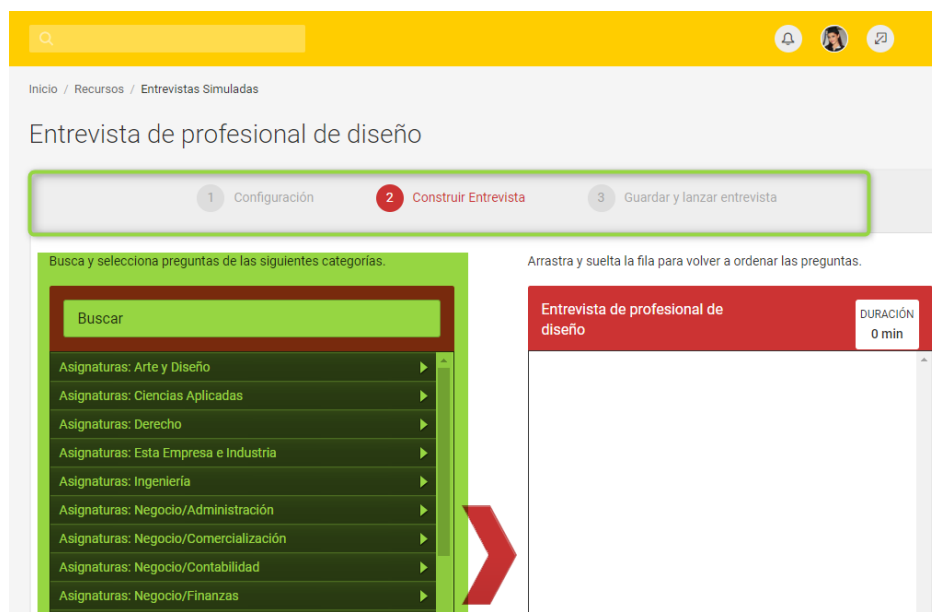 Inicio / Recursos / Entrevistas Simuladas
Entrevista de profesional de diseño
1 Configuración
2 Construir Entrevista
3 Guardar y lanzar entrevista
Busca y selecciona preguntas de las siguientes categorías.
Buscar
Asignaturas: Arte y Diseño
Asignaturas: Ciencias Aplicadas
Asignaturas: Derecho
Asignaturas: Esta Empresa e Industria
Asignaturas: Ingeniería
Asignaturas: Negocio/Administración
Asignaturas: Negocio/Comercialización
Asignaturas: Negocio/Contabilidad
Asignaturas: Negocio/Finanzas
Arrastra y suelta la fila para volver a ordenar las preguntas.
Entrevista de profesional de
diseño
DURACIÓN
0 min